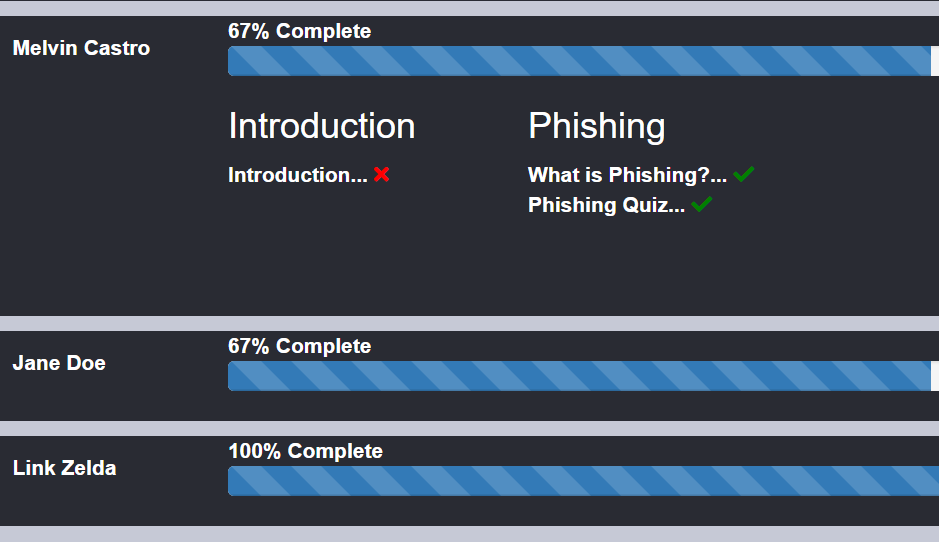 67% Complete
Melvin Castro
Introduction
Phishing
Introduction...
What is Phishing?...
Phishing Quiz...
67% Complete
Jane Doe
100% Complete
Link Zelda